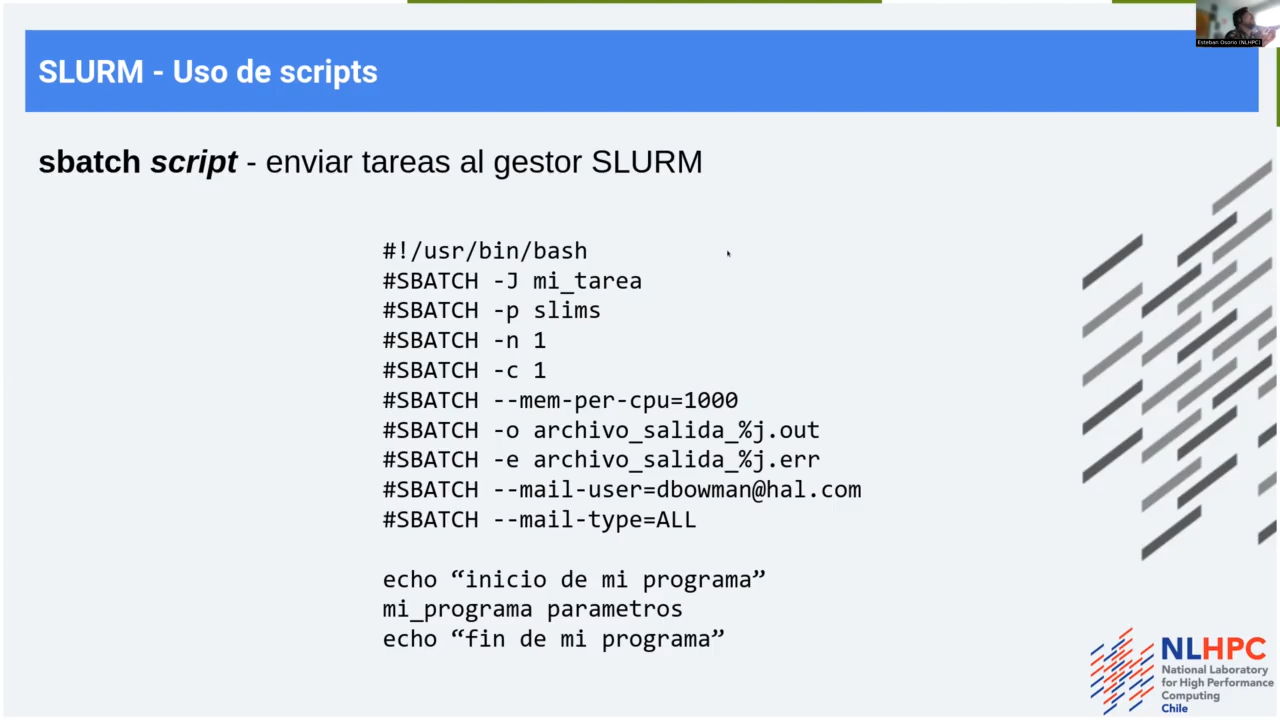 Esteban Osorio (NLHPC)
SLURM - Uso de scripts
sbatch script - enviar tareas al gestor SLURM
#!/usr/bin/bash
#SBATCH -J mi_tarea
#SBATCH -p slims
#SBATCH -n 1
#SBATCH -c 1
#SBATCH --mem-per-cpu=1000
#SBATCH -o archivo_salida_%j.out
#SBATCH -e archivo_salida_%j.err
#SBATCH --mail-user=dbowman@hal.com
#SBATCH --mail-type=ALL
echo “inicio de mi programa”
mi_programa parametros
echo “fin de mi programa”
NLHPC
National Laboratory
for High Performance
Computing
Chile